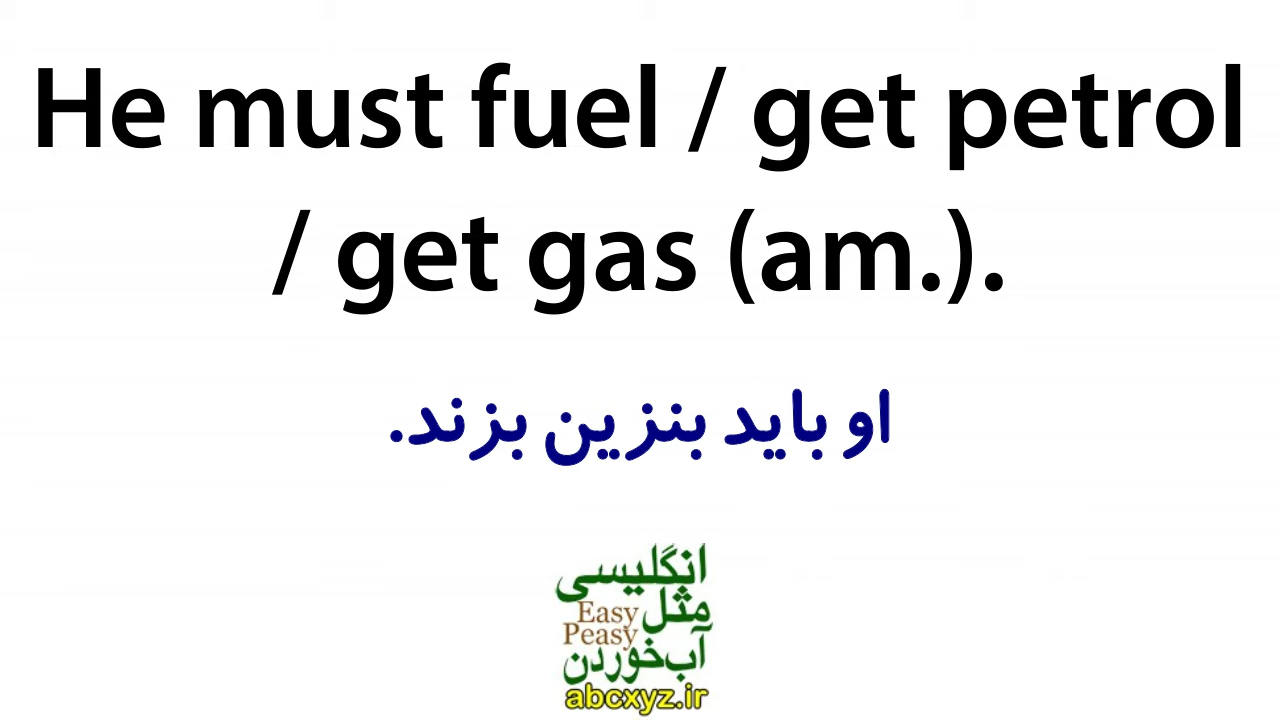 He must fuel / get petrol
/ get gas (am.).
او باید بنزین بزند.
انگلیسی
مثل
Easy
Peasy
آب خوردن
abcxyz.ir